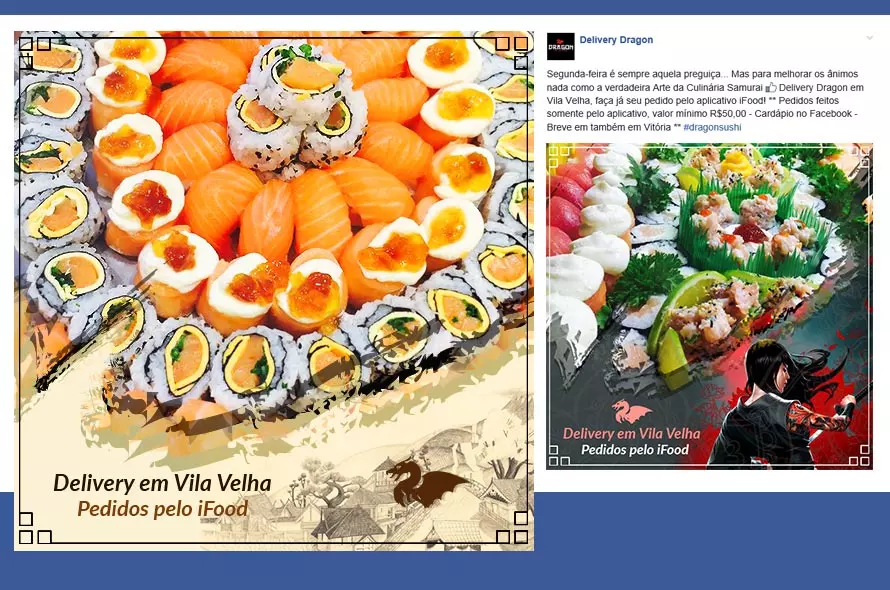 Delivery em Vila Velha
Pedidos pelo iFood
DRAGON
Delivery Dragon
Segunda-feira é sempre aquela preguiça... Mas para melhorar os ânimos
nada como a verdadeira Arte da Culinária Samurai Delivery Dragon em
Vila Velha, faça já seu pedido pelo aplicativo iFood! ** Pedidos feitos
somente pelo aplicativo, valor mínimo R$50,00 - Cardápio no Facebook -
Breve em também em Vitória ** #dragonsushi
Delivery em Vila Velha
Pedidos pelo iFood